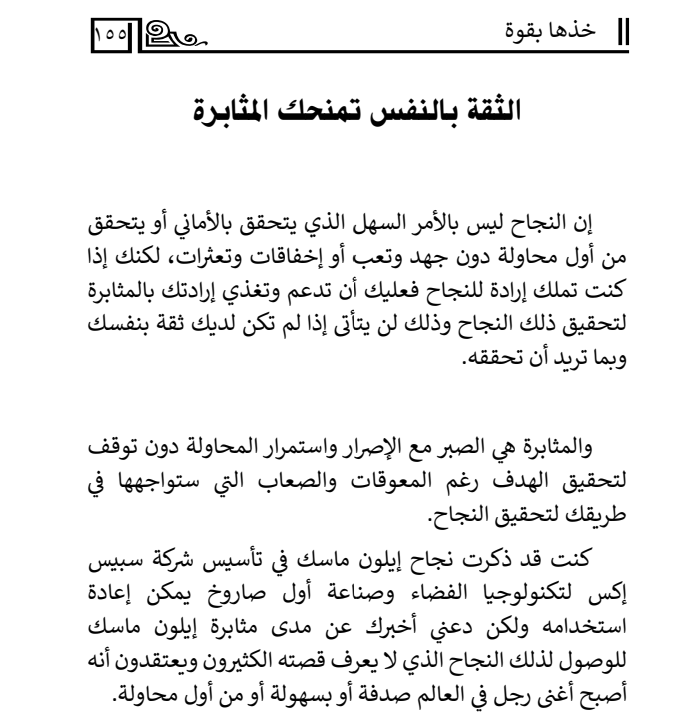 خذها بقوة
١٥٥
الثقة بالنفس تمنحك المثابرة
إن النجاح ليس بالأمر السهل الذي يتحقق بالأماني أو يتحقق
من أول محاولة دون جهد وتعب أو إخفاقات وتعثرات، لكنك إذا
كنت تملك إرادة للنجاح فعليك أن تدعم وتغذي إرادتك بالمثابرة
لتحقيق ذلك النجاح وذلك لن يتأتى إذا لم تكن لديك ثقة بنفسك
وبما تريد أن تحققه.
والمثابرة هي الصبر مع الإصرار واستمرار المحاولة دون توقف
لتحقيق الهدف رغم المعوقات والصعاب التي ستواجهها في
طريقك لتحقيق النجاح.
كنت قد ذكرت نجاح إيلون ماسك في تأسيس شركة سبيس
إكس لتكنولوجيا الفضاء وصناعة أول صاروخ يمكن إعادة
استخدامه ولكن دعني أخبرك عن مدى مثابرة إيلون ماسك
للوصول لذلك النجاح الذي لا يعرف قصته الكثيرون ويعتقدون أنه
أصبح أغنى رجل في العالم صدفة أو بسهولة أو من أول محاولة.